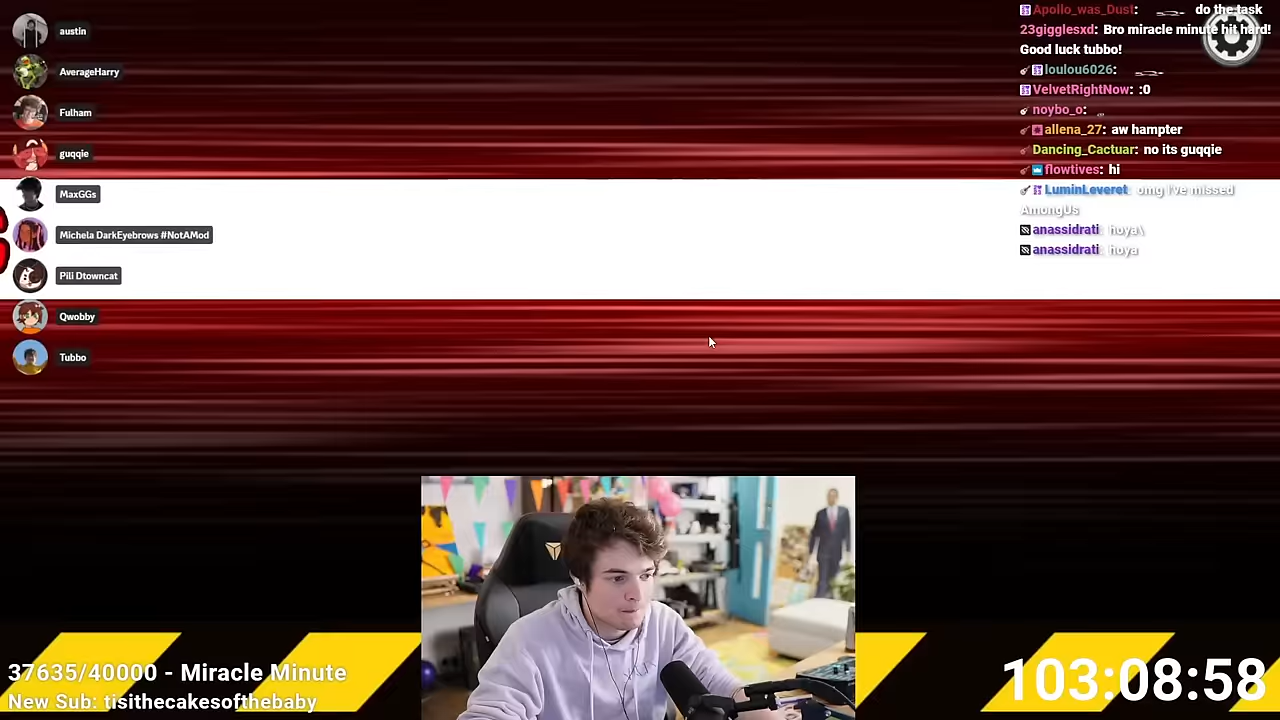 austin
AverageHarry
Fulham
guqqie
MaxGGs
Michela DarkEyebrows #NotAMod
Pili Dtowncat
Qwobby
Tubbo
Apollo_was_Dust: do the task
23gigglesxd: Bro miracle minute hit hard!
Good luck tubbo!
loulou6026:
VelvetRightNow: :0
noybo_o:
allena_27: aw hampter
Dancing_Cactuar: no its guqqie
flowtives: hi
LuminLeveret: omg I've missed
AmongUs
anassidrati: hoya\
anassidrati: hoya
37635/40000 - Miracle Minute
New Sub: tisithecakesofthebaby
103:08:58